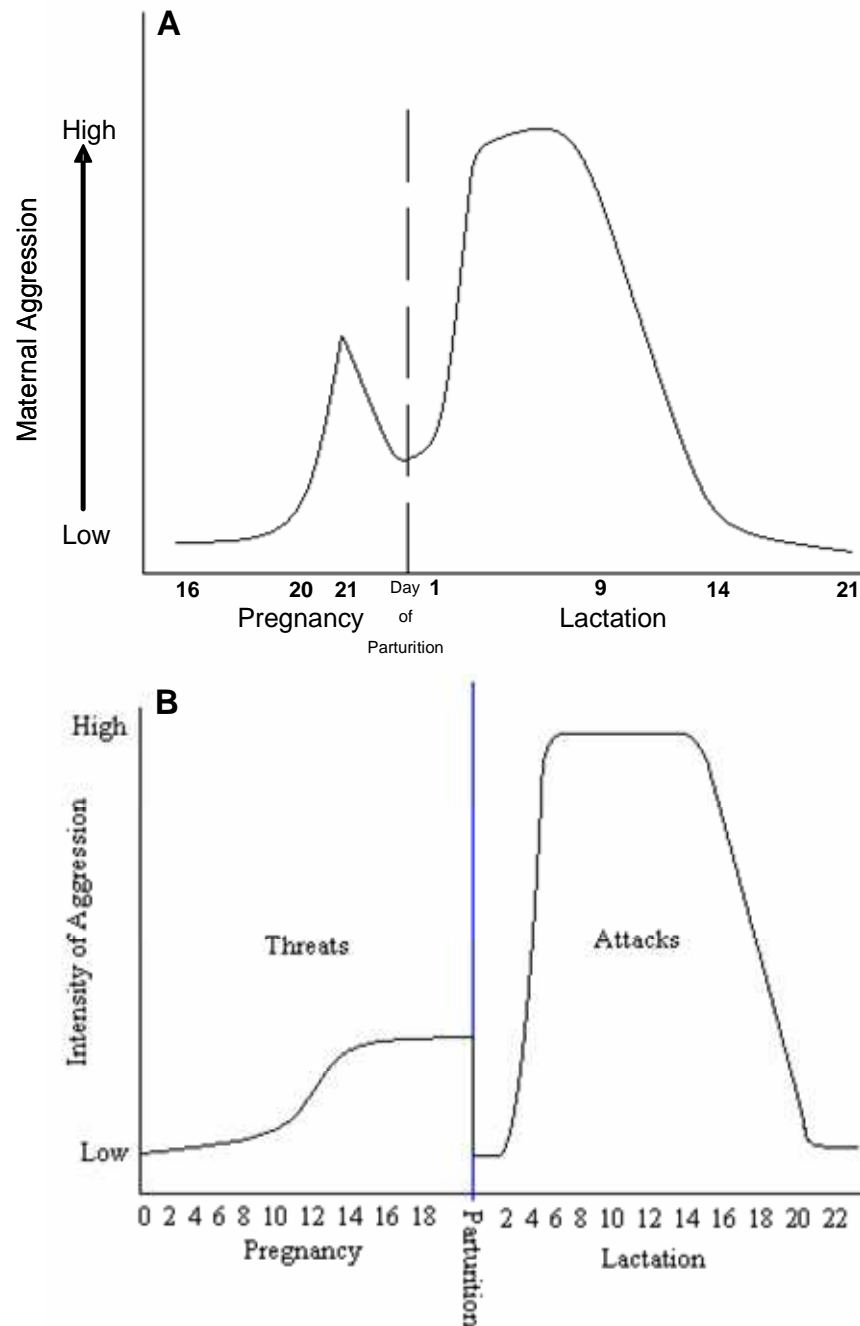 A
High
Maternal Aggression
Low
16 20 21 Day 1 9 14 21
Pregnancy of Lactation
Parturition
B
High
Intensity of Aggression
Threats
Attacks
Low
0 2 4 6 8 10 12 14 16 18 Parturition 2 4 6 8 10 12 14 16 18 20 22
Pregnancy Lactation